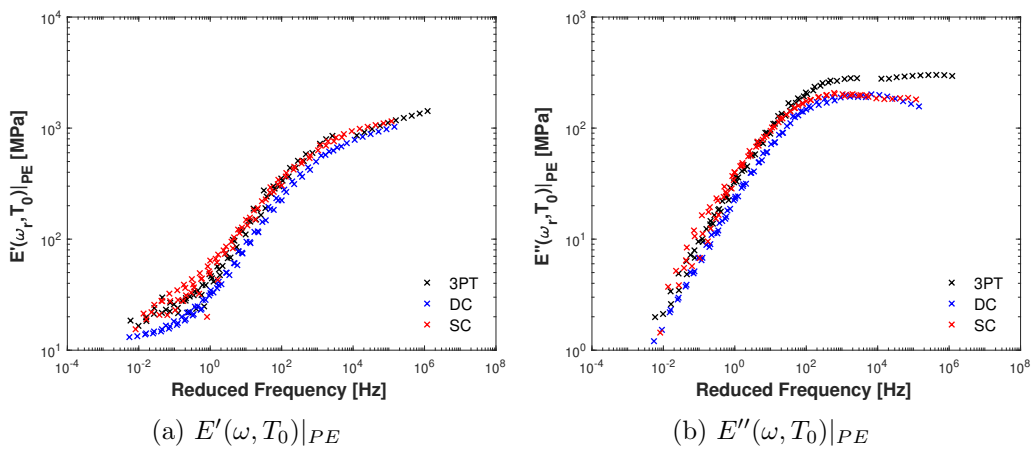 10^4
10^3
10^2
10^1
E'(ω_r,T_0)|_PE [MPa]
10^-4 10^-2 10^0 10^2 10^4 10^6 10^8
Reduced Frequency [Hz]
3PT
DC
SC
(a) E′(ω, T_0)|_PE
10^3
10^2
10^1
10^0
E''(ω_r,T_0)|_PE [MPa]
10^-4 10^-2 10^0 10^2 10^4 10^6 10^8
Reduced Frequency [Hz]
3PT
DC
SC
(b) E′′(ω, T_0)|_PE